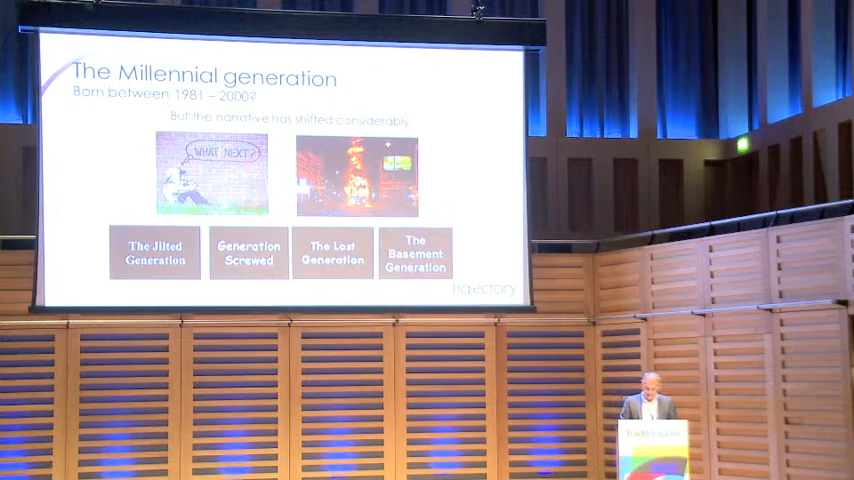 The Millennial generation
Born between 1981 – 2000?
But the narrative has shifted considerably
WHAT NEXT?
The Jilted
Generation
Generation
Screwed
The Lost
Generation
The
Basement
Generation
trajectory